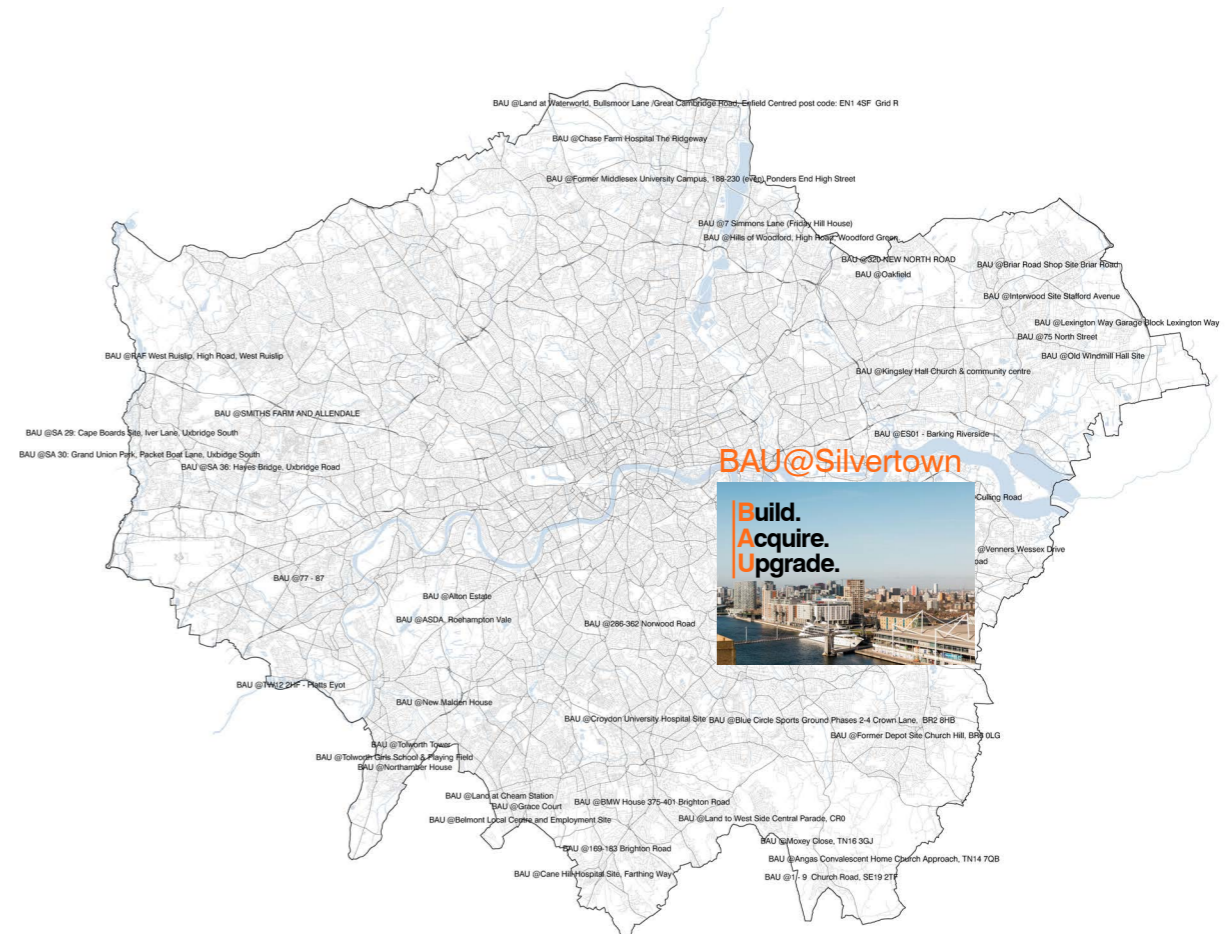 BAU @Land at Waterworld, Bullsmoor Lane /Great Cambridge Road, Enfield Centred post code: EN1 4SF Grid R
BAU @Chase Farm Hospital The Ridgeway
BAU @Former Middlesex University Campus, 188-230 (even) Ponders End High Street
BAU @7 Simmons Lane (Friday Hill House)
BAU @Hills of Woodford, High Road, Woodford Green
BAU @320 NEW NORTH ROAD
BAU @Briar Road Shop Site Briar Road
BAU @Oakfield
BAU @Interwood Site Stafford Avenue
BAU @Lexington Way Garage Block Lexington Way
BAU @75 North Street
BAU @RAF West Ruislip, High Road, West Ruislip
BAU @Old Windmill Hall Site
BAU @Kingsley Hall Church & community centre
BAU @SMITHS FARM AND ALLENDALE
BAU @SA 29: Cape Boards Site, Iver Lane, Uxbridge South
BAU @ES01 - Barking Riverside
BAU @SA 30: Grand Union Park, Packet Boat Lane, Uxbidge South
BAU @SA 36: Hayes Bridge, Uxbridge Road
BAU@Silvertown
Culling Road
Build.
Acquire.
Upgrade.
@Venners Wessex Drive
oad
BAU @77 - 87
BAU @Alton Estate
BAU @ASDA, Roehampton Vale
BAU @286-362 Norwood Road
BAU @TW12 2HF - Platts Eyot
BAU @New Malden House
BAU @Croydon University Hospital Site
BAU @Blue Circle Sports Ground Phases 2-4 Crown Lane, BR2 8HB
BAU @Former Depot Site Church Hill, BR6 0LG
BAU @Tolworth Tower
BAU @Tolworth Girls School & Playing Field
BAU @Northamber House
BAU @Land at Cheam Station
BAU @Grace Court
BAU @BMW House 375-401 Brighton Road
BAU @Belmont Local Centre and Employment Site
BAU @Land to West Side Central Parade, CR0
BAU @Moxey Close, TN16 3GJ
BAU @169-183 Brighton Road
BAU @Angas Convalescent Home Church Approach, TN14 7QB
BAU @Cane Hill Hospital Site, Farthing Way
BAU @1 - 9 Church Road, SE19 2TF